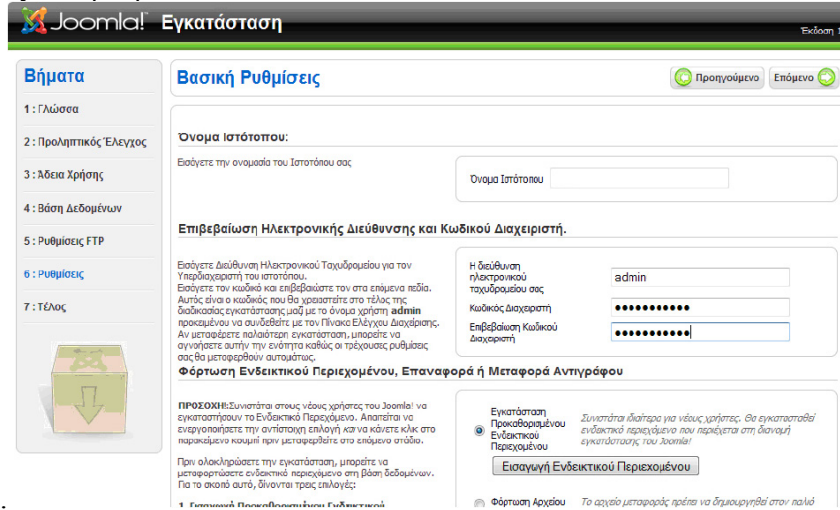 Joomla! Εγκατάσταση
Έκδοση 1
Βήματα
1 : Γλώσσα
2 : Προληπτικός Έλεγχος
3 : Άδεια Χρήσης
4 : Βάση Δεδομένων
5 : Ρυθμίσεις FTP
6 : Ρυθμίσεις
7 : Τέλος
Βασική Ρυθμίσεις
Προηγούμενο
Επόμενο
Όνομα Ιστότοπου:
Εισάγετε την ονομασία του Ιστοτόπου σας
Όνομα Ιστότοπου
Επιβεβαίωση Ηλεκτρονικής Διεύθυνσης και Κωδικού Διαχειριστή.
Εισάγετε Διεύθυνση Ηλεκτρονικού Ταχυδρομείου για τον
Υπερδιαχειριστή του ιστοτόπου.
Εισάγετε τον κωδικό και επιβεβαιώστε τον στα επόμενα πεδία.
Αυτός είναι ο κωδικός που θα χρειαστείτε στο τέλος της
διαδικασίας εγκατάστασης μαζί με το όνομα χρήστη admin
προκειμένου να συνδεθείτε με τον Πίνακα Ελέγχου Διαχείρισης.
Αν μεταφέρετε παλαιότερη εγκατάσταση, μπορείτε να
αγνοήσετε αυτήν την ενότητα καθώς οι τρέχουσες ρυθμίσεις
σας θα μεταφερθούν αυτομάτως.
Η διεύθυνση
ηλεκτρονικού
ταχυδρομείου σας
admin
Κωδικός Διαχειριστή
●●●●●●●●●●●
Επιβεβαίωση Κωδικού
Διαχειριστή
●●●●●●●●●●●
Φόρτωση Ενδεικτικού Περιεχομένου, Επαναφορά ή Μεταφορά Αντιγράφου
ΠΡΟΣΟΧΗ!:Συνιστάται στους νέους χρήστες του Joomla! να
εγκαταστήσουν το Ενδεικτικό Περιεχόμενο. Απαιτείται να
ενεργοποιήσετε την αντίστοιχη επιλογή και να κάνετε κλικ στο
παρακείμενο κουμπί πριν μεταφερθείτε στο επόμενο στάδιο.
Πριν ολοκληρώσετε την εγκατάσταση, μπορείτε να
μεταφορτώσετε ενδεικτικό περιεχόμενο στη βάση δεδομένων.
Για το σκοπό αυτό, δίνονται τρεις επιλογές:
1. Εισαγωγή Προκαθορισμένου Ενδεικτικού
Εγκατάσταση
Προκαθορισμένου
Ενδεικτικού
Περιεχομένου
Συνιστάται ιδιαίτερα για νέους χρήστες. Θα εγκατασταθεί
ενδεικτικό περιεχόμενο που περιέχεται στη διανομή
εγκατάστασης του Joomla!
Εισαγωγή Ενδεικτικού Περιεχομένου
Φόρτωση Αρχείου
Το αρχείο μεταφοράς πρέπει να δημιουργηθεί στον παλιό